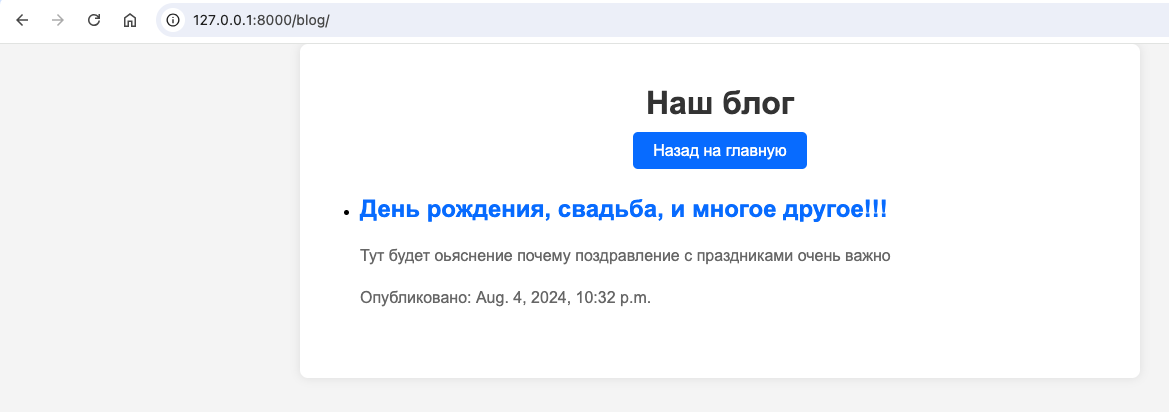 127.0.0.1:8000/blog/
Наш блог
Назад на главную
День рождения, свадьба, и многое другое!!!
Тут будет оьяснение почему поздравление с праздниками очень важно
Опубликовано: Aug. 4, 2024, 10:32 p.m.